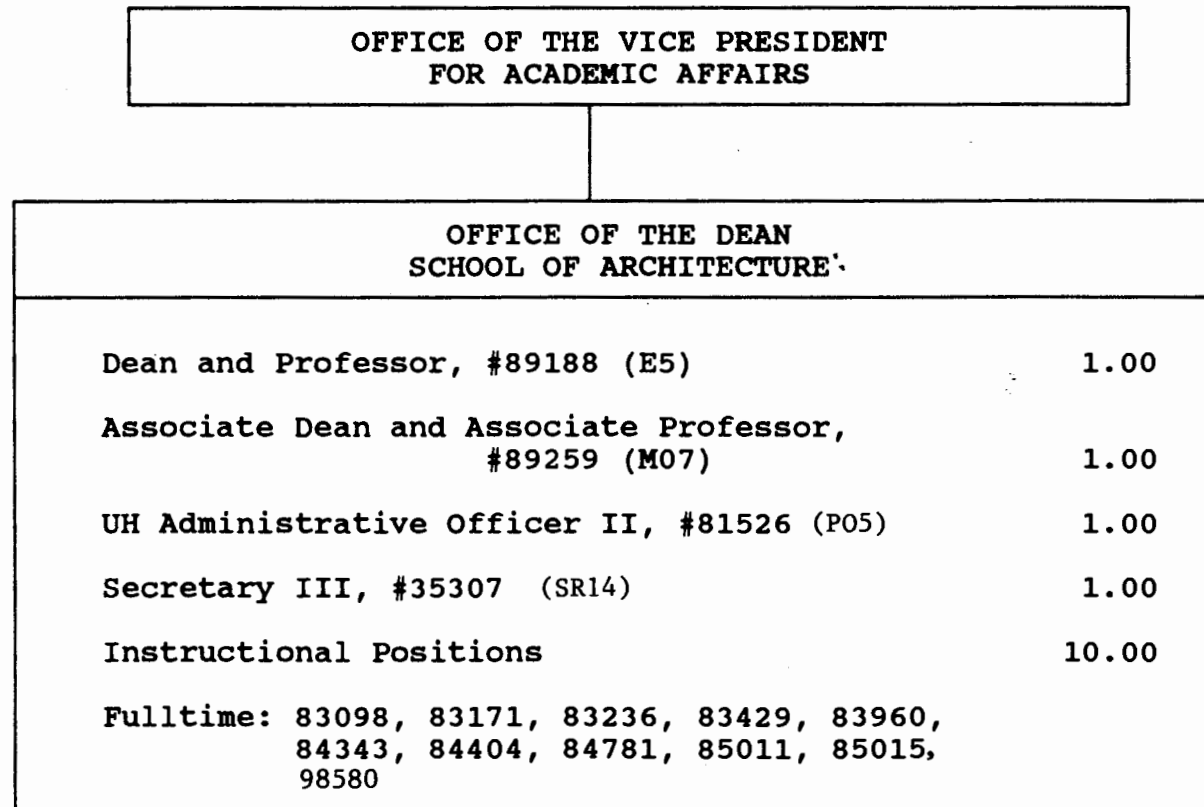 OFFICE OF THE VICE PRESIDENT
FOR ACADEMIC AFFAIRS
OFFICE OF THE DEAN
SCHOOL OF ARCHITECTURE
Dean and Professor, #89188 (E5) 1.00
Associate Dean and Associate Professor,
#89259 (M07) 1.00
UH Administrative Officer II, #81526 (PO5) 1.00
Secretary III, #35307 (SR14) 1.00
Instructional Positions 10.00
Fulltime: 83098, 83171, 83236, 83429, 83960,
84343, 84404, 84781, 85011, 85015,
98580